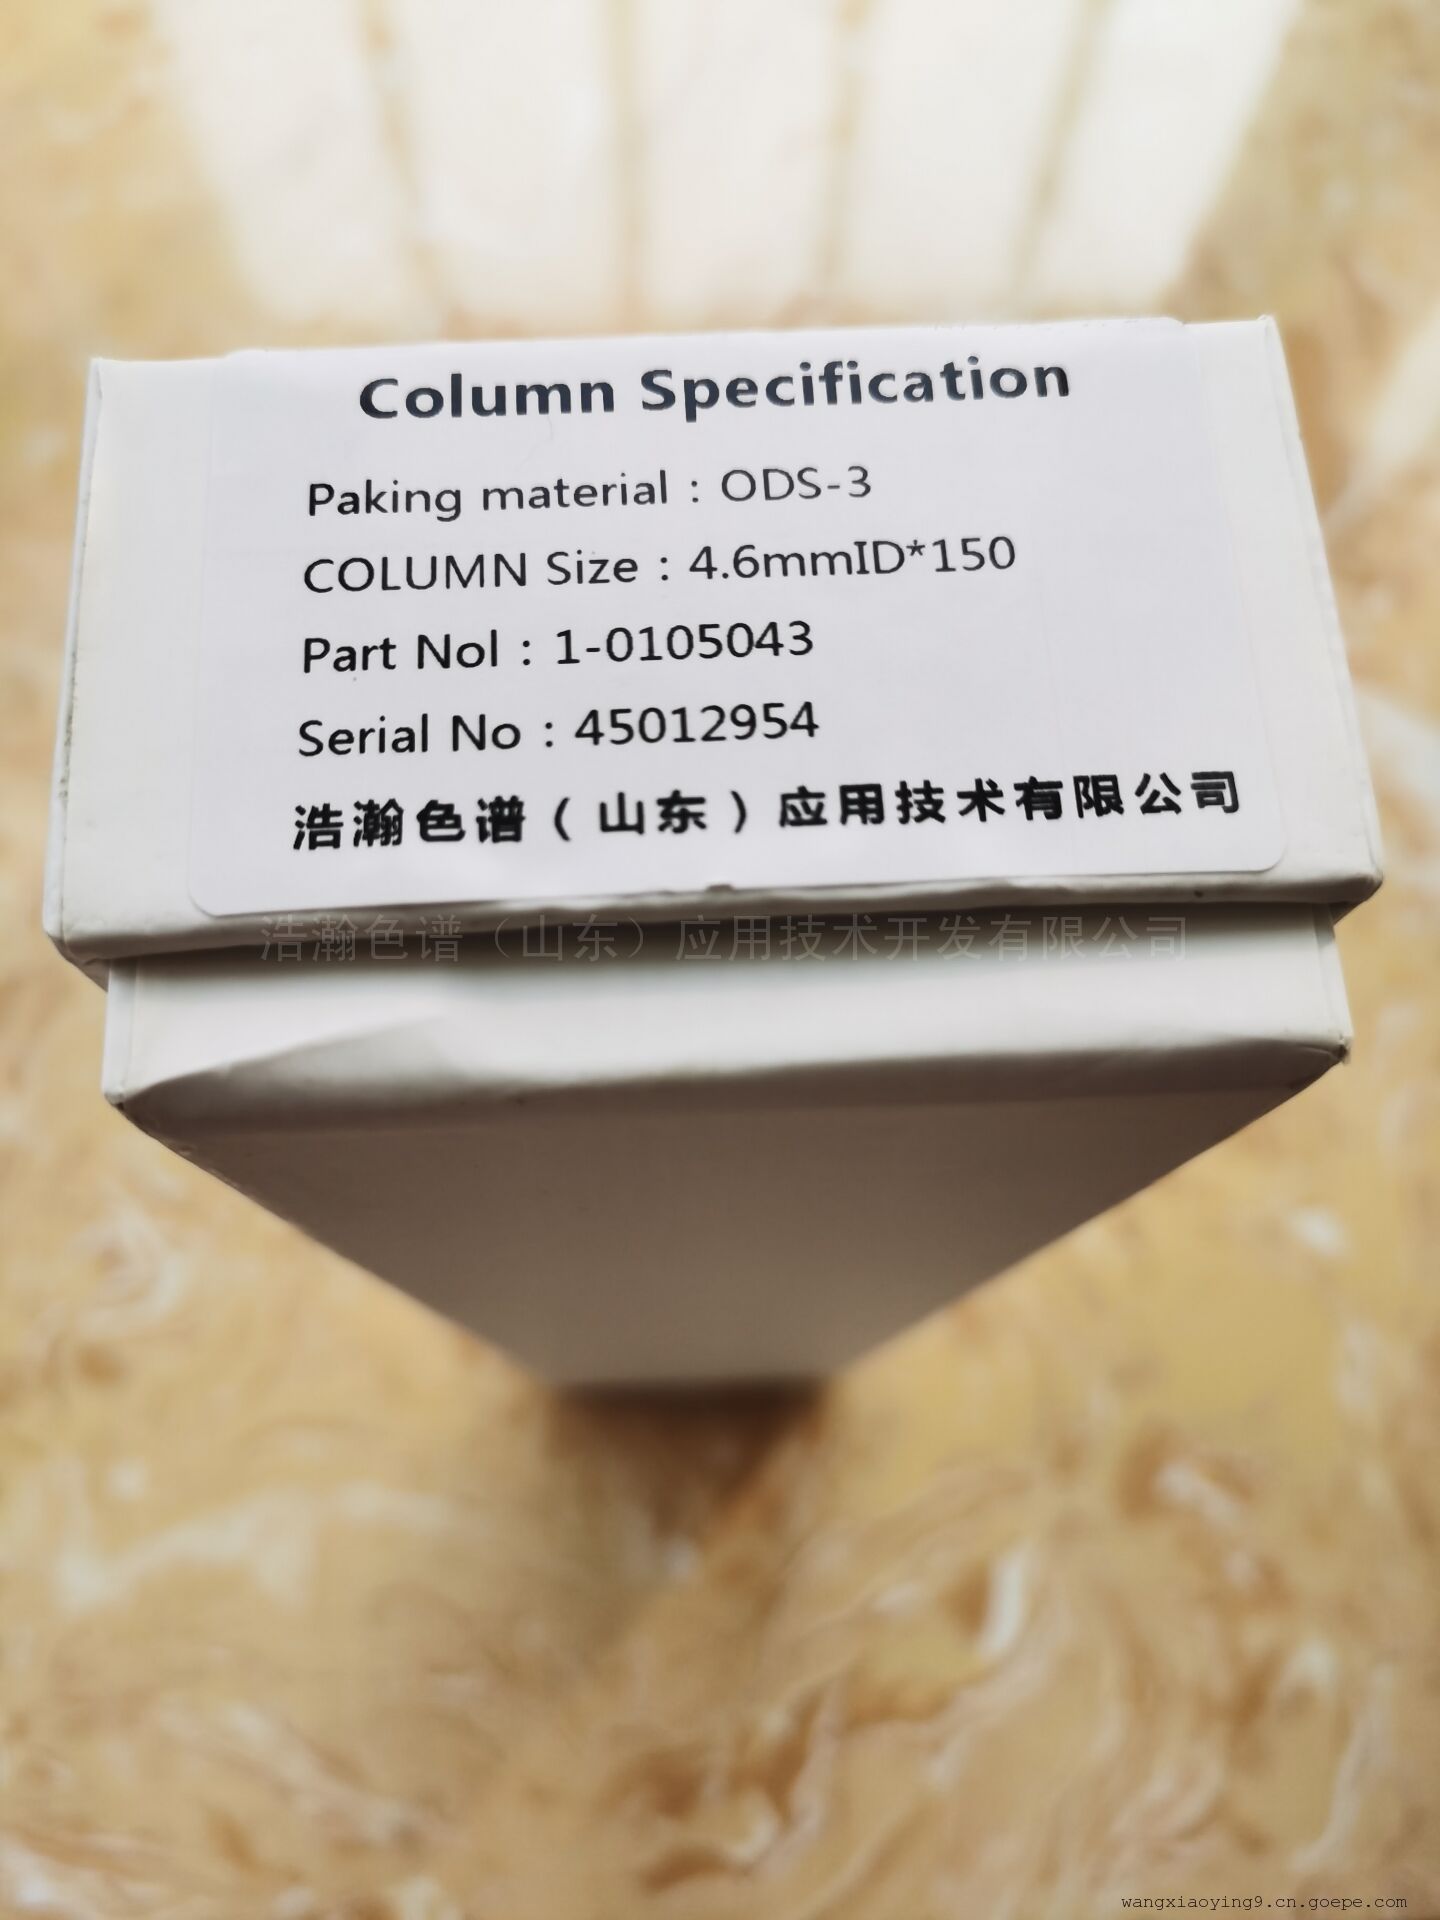 Column Specification
Paking material：ODS-3
COLUMN Size：4.6mmID*150
Part Nol：1-0105043
Serial No：45012954
浩瀚色谱（山东）应用技术有限公司
浩瀚色谱（山东）应用技术开发有限公司
wangxiaoying9.cn.goepe.com